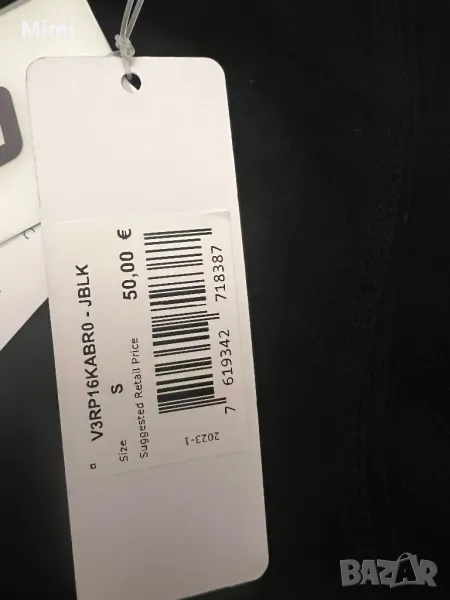 Mimi
V3RP16KABR0 - JBLK
Size S
Suggested Retail Price 50,00 €
7 619342 718387
2023-1
BAZAR